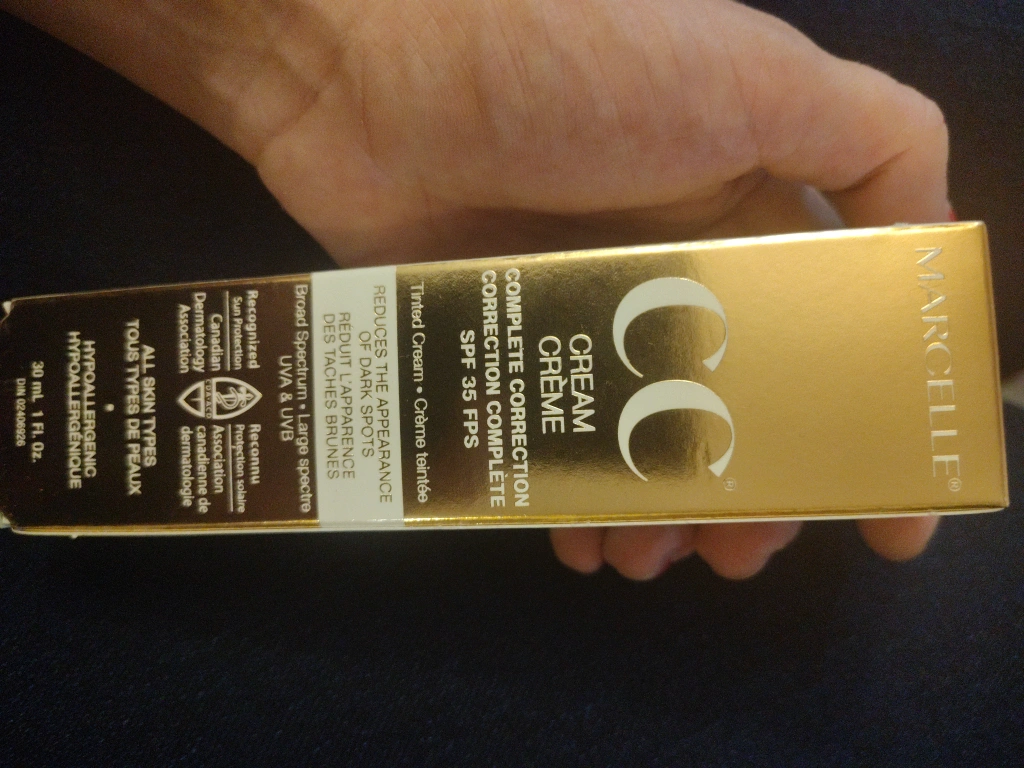 MARCELLE®
CC®
CREAM
CRÈME
COMPLETE CORRECTION
CORRECTION COMPLÈTE
SPF 35 FPS
Tinted Cream • Crème teintée
REDUCES THE APPEARANCE
OF DARK SPOTS
RÉDUIT L'APPARENCE
DES TACHES BRUNES
Broad Spectrum • Large spectre
UVA & UVB
Recognized
Sun Protection
Canadian
Dermatology
Association
Reconnu
Protection solaire
Association
canadienne de
dermatologie
ALL SKIN TYPES
TOUS TYPES DE PEAUX
•
HYPOALLERGENIC
HYPOALLERGÉNIQUE
30 mL 1 Fl. Oz.